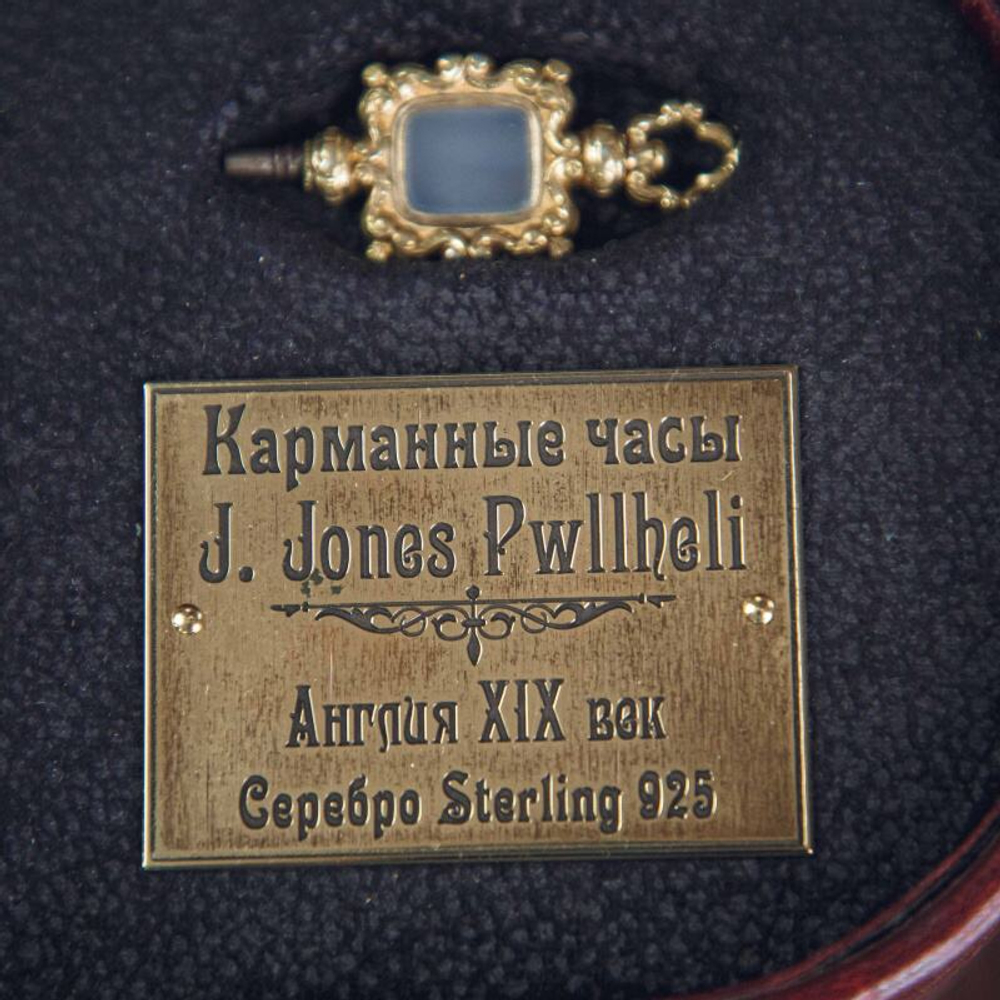 Карманные часы
J. Jones Pwllheli
Англия XIX век
Серебро Sterling 925